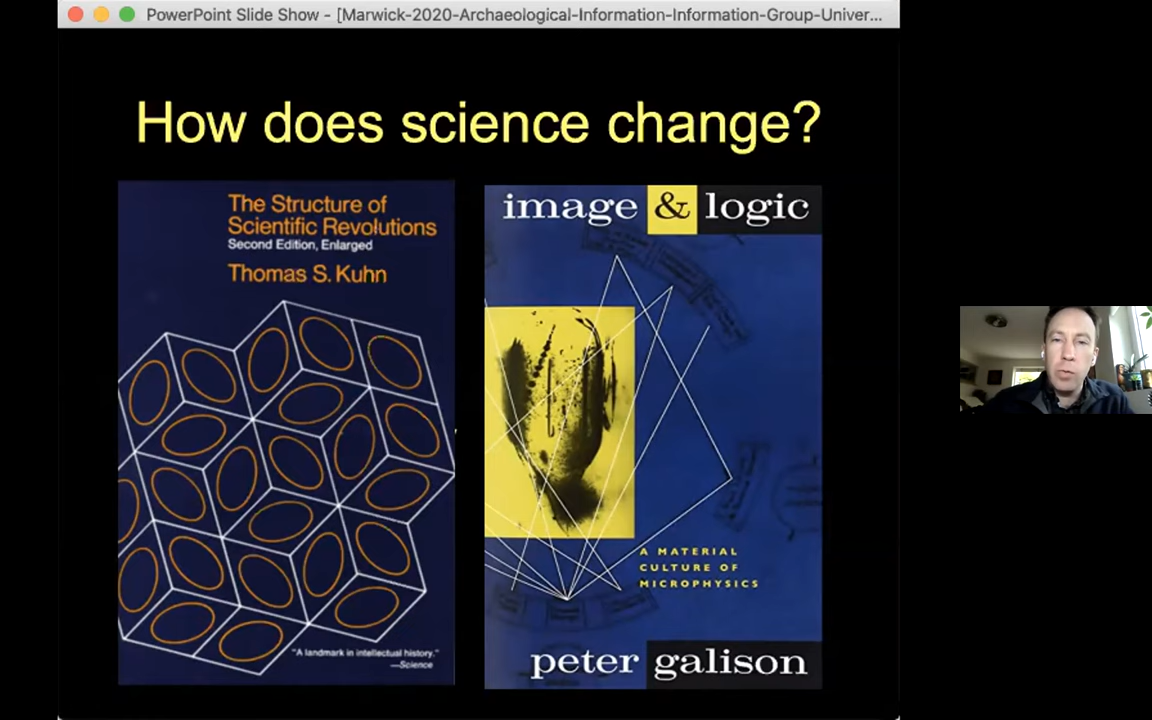 PowerPoint Slide Show - [Marwick-2020-Archaeological-Information-Information-Group-Univer...
How does science change?
The Structure of
Scientific Revolutions
Second Edition, Enlarged
Thomas S. Kuhn
"A landmark in intellectual history."
—Science
image & logic
A MATERIAL
CULTURE OF
MICROPHYSICS
peter galison